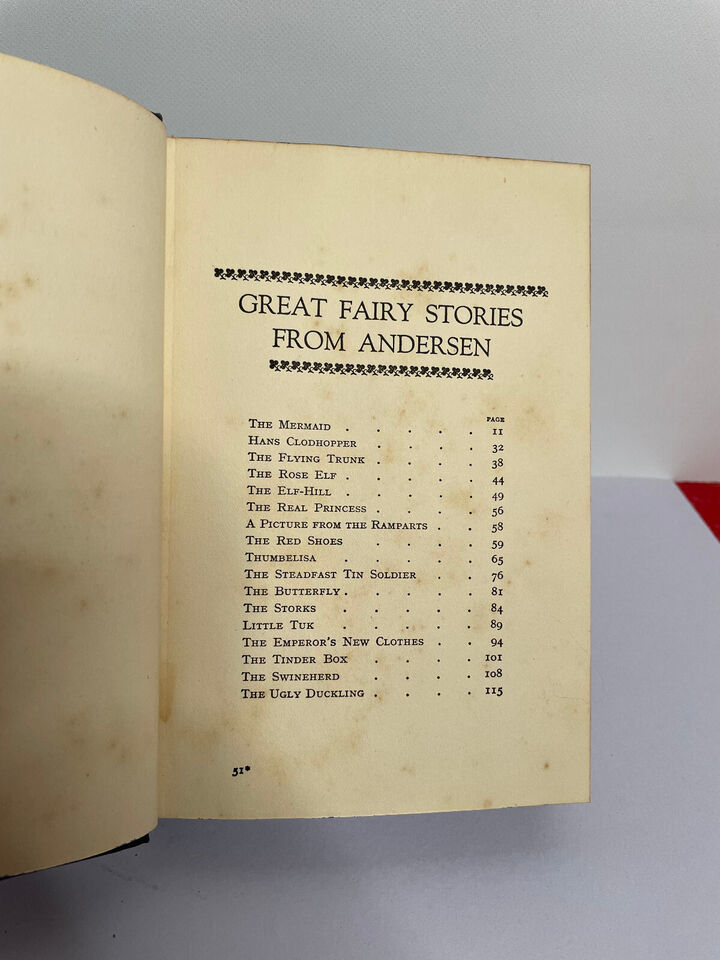 GREAT FAIRY STORIES
FROM ANDERSEN
PAGE
THE MERMAID . . . . . 11
HANS CLODHOPPER . . . . 32
THE FLYING TRUNK . . . . 38
THE ROSE ELF . . . . . 44
THE ELF-HILL . . . . . 49
THE REAL PRINCESS . . . . 56
A PICTURE FROM THE RAMPARTS . . 58
THE RED SHOES . . . . 59
THUMBELISA . . . . . 65
THE STEADFAST TIN SOLDIER . . 76
THE BUTTERFLY . . . . . 81
THE STORKS . . . . . 84
LITTLE TUK . . . . . 89
THE EMPEROR'S NEW CLOTHES . . 94
THE TINDER BOX . . . . 101
THE SWINEHERD . . . . 108
THE UGLY DUCKLING . . . . 115
51*